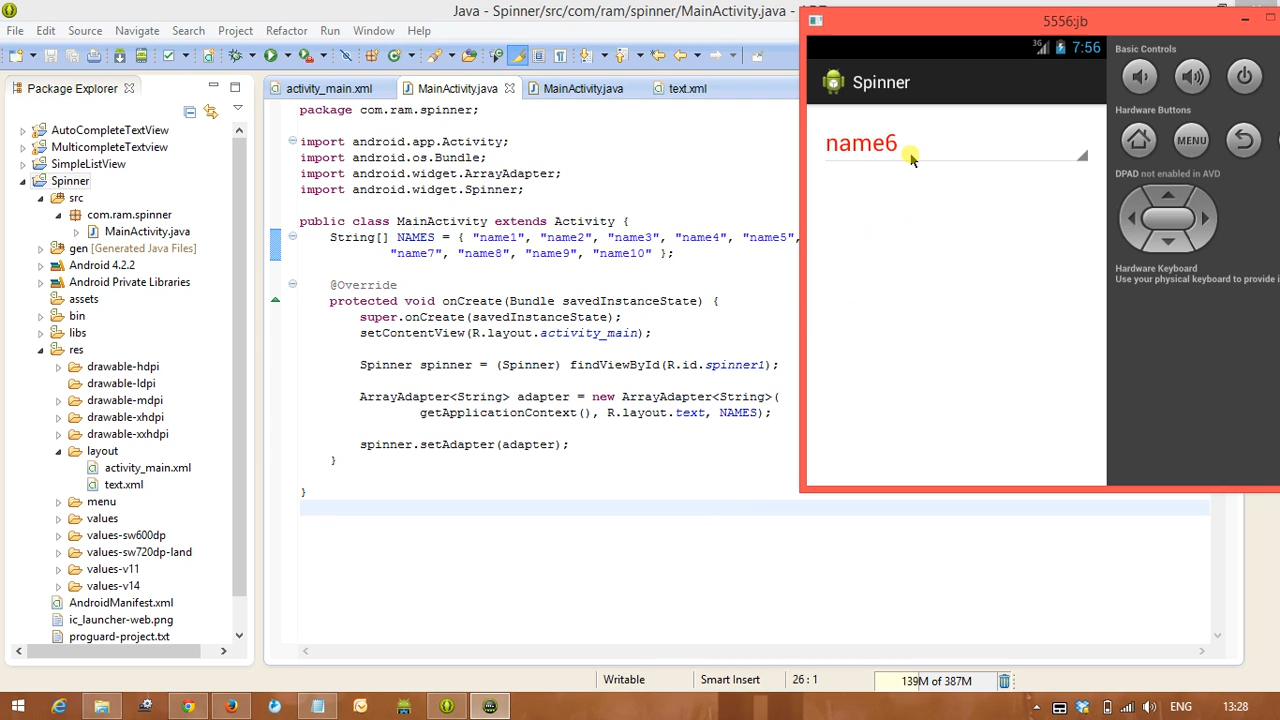 Java - Spinner/src/com/ram/spinner/MainActivity.java -
5556:jb
File Edit Source Refactor Navigate Search Project Refactor Run Window Help
Package Explorer
activity_main.xml
MainActivity.java
MainActivity.java
text.xml
AutoCompleteTextView
MulticompleteTextview
SimpleListView
Spinner
src
com.ram.spinner
MainActivity.java
gen [Generated Java Files]
Android 4.2.2
Android Private Libraries
assets
bin
libs
res
drawable-hdpi
drawable-ldpi
drawable-mdpi
drawable-xhdpi
drawable-xxhdpi
layout
activity_main.xml
text.xml
menu
values
values-sw600dp
values-sw720dp-land
values-v11
values-v14
AndroidManifest.xml
ic_launcher-web.png
proguard-project.txt
package com.ram.spinner;
import android.app.Activity;
import android.os.Bundle;
import android.widget.ArrayAdapter;
import android.widget.Spinner;
public class MainActivity extends Activity {
String[] NAMES = { "name1", "name2", "name3", "name4", "name5",
"name7", "name8", "name9", "name10" };
@Override
protected void onCreate(Bundle savedInstanceState) {
super.onCreate(savedInstanceState);
setContentView(R.layout.activity_main);
Spinner spinner = (Spinner) findViewById(R.id.spinner1);
ArrayAdapter<String> adapter = new ArrayAdapter<String>(
getApplicationContext(), R.layout.text, NAMES);
spinner.setAdapter(adapter);
}
}
3G 7:56
Spinner
name6
Basic Controls
Hardware Buttons
MENU
DPAD not enabled in AVD
Hardware Keyboard
Use your physical keyboard to provide
Writable
Smart Insert
26 : 1
139M of 387M
ENG
13:28